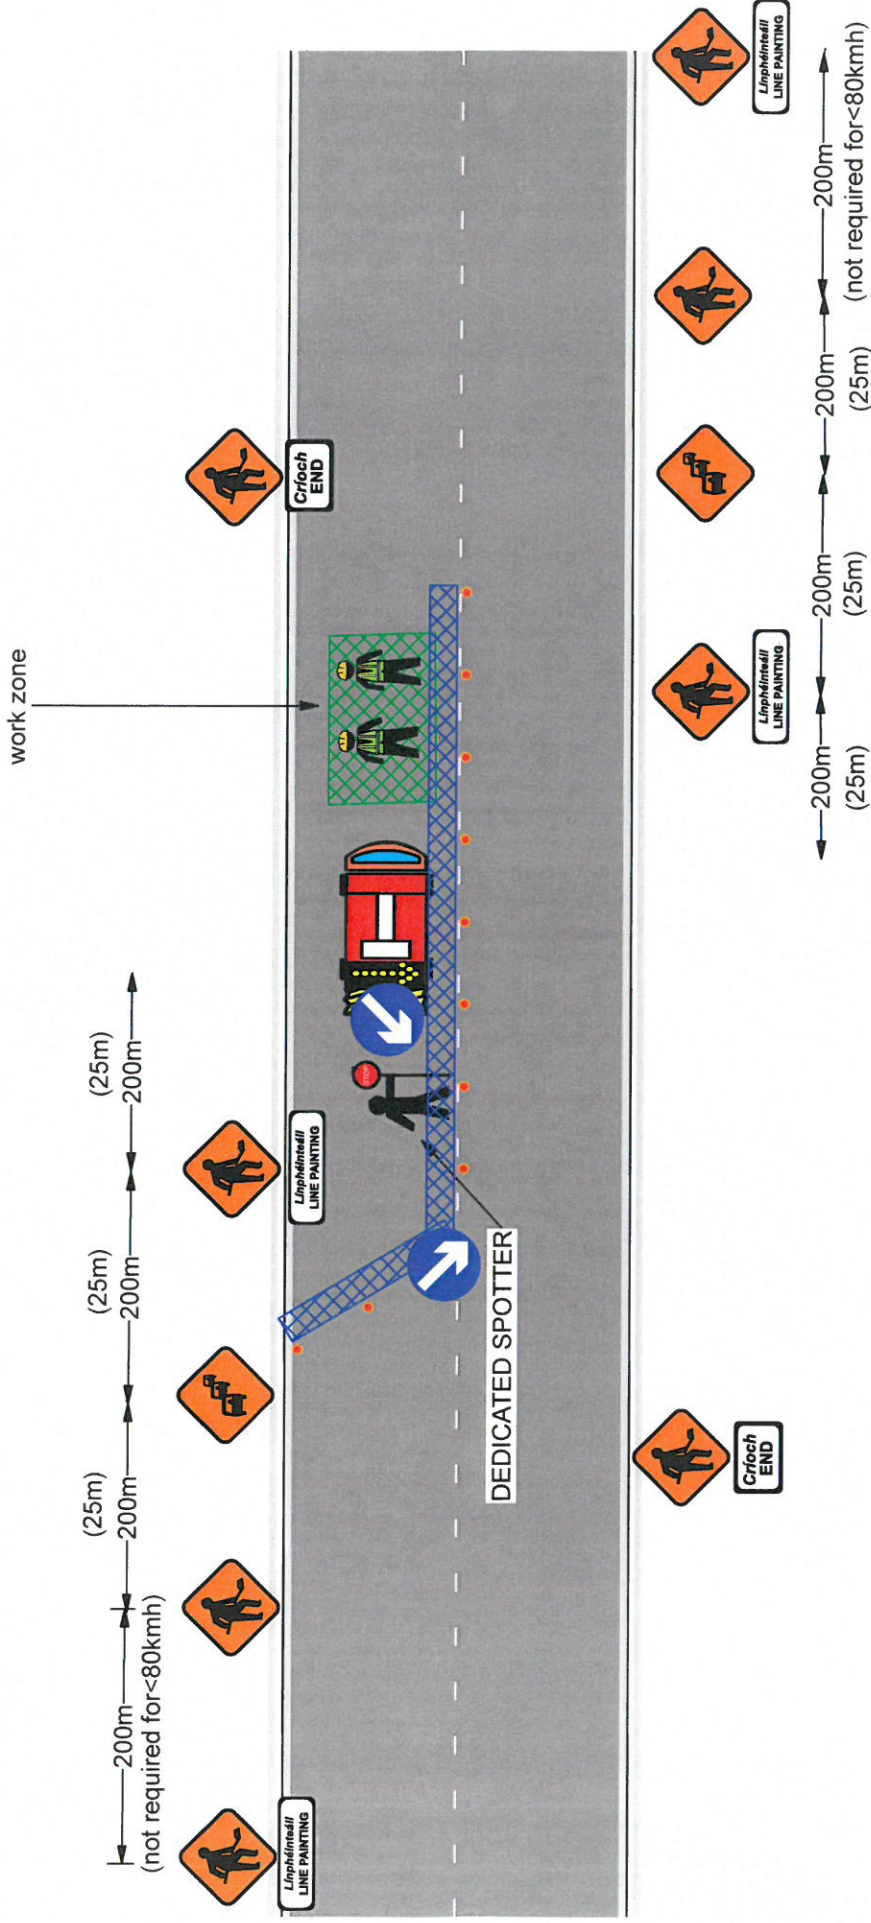 work zone
(25m)
200m
(25m)
200m
(25m)
200m
200m
(not required for<80kmh)
Línphéinteáil
LINE PAINTING
Línphéinteáil
LINE PAINTING
Críoch
END
STOP
DEDICATED SPOTTER
Críoch
END
Línphéinteáil
LINE PAINTING
Línphéinteáil
LINE PAINTING
200m
(25m)
200m
(25m)
200m
(25m)
200m
(not required for<80kmh)